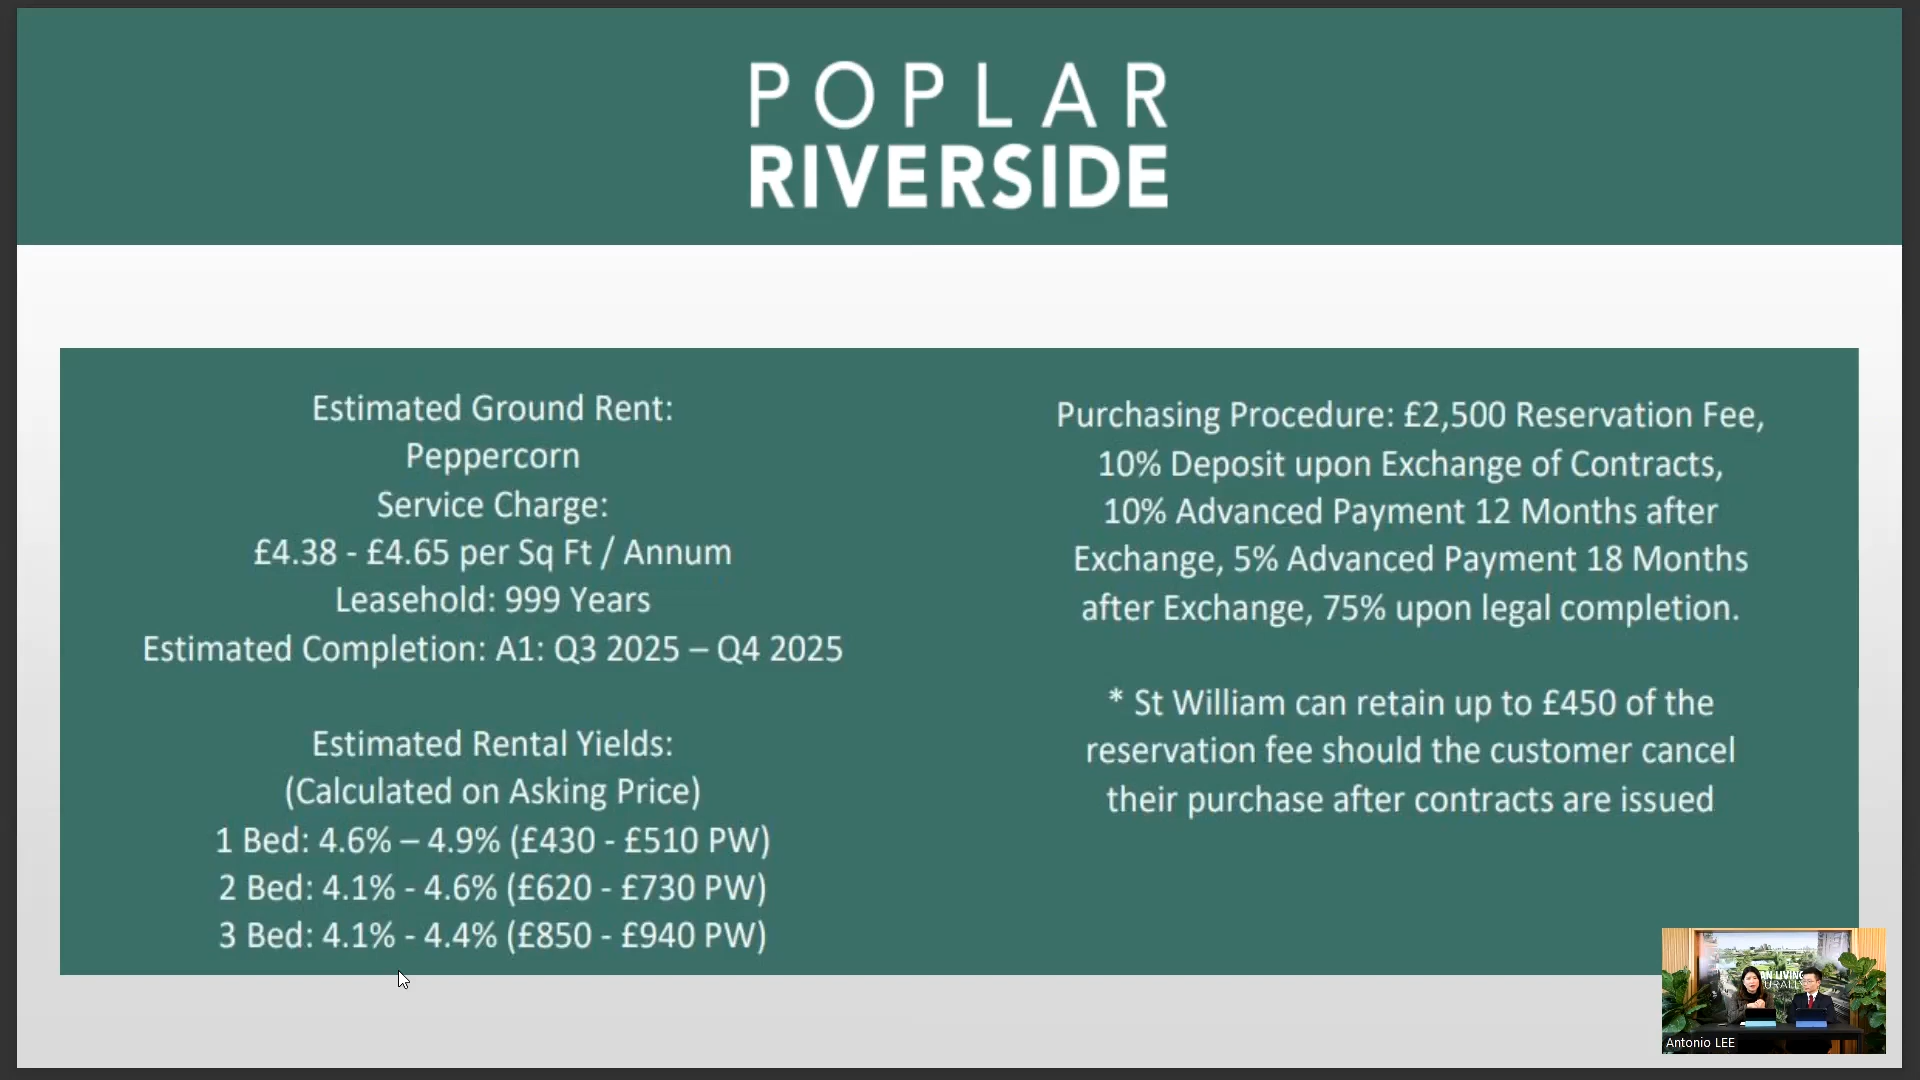 POPLAR
RIVERSIDE
Estimated Ground Rent:
Peppercorn
Service Charge:
£4.38 - £4.65 per Sq Ft / Annum
Leasehold: 999 Years
Estimated Completion: A1: Q3 2025 – Q4 2025
Estimated Rental Yields:
(Calculated on Asking Price)
1 Bed: 4.6% – 4.9% (£430 - £510 PW)
2 Bed: 4.1% - 4.6% (£620 - £730 PW)
3 Bed: 4.1% - 4.4% (£850 - £940 PW)
Purchasing Procedure: £2,500 Reservation Fee,
10% Deposit upon Exchange of Contracts,
10% Advanced Payment 12 Months after
Exchange, 5% Advanced Payment 18 Months
after Exchange, 75% upon legal completion.
* St William can retain up to £450 of the
reservation fee should the customer cancel
their purchase after contracts are issued
LIVING
Antonio LEE